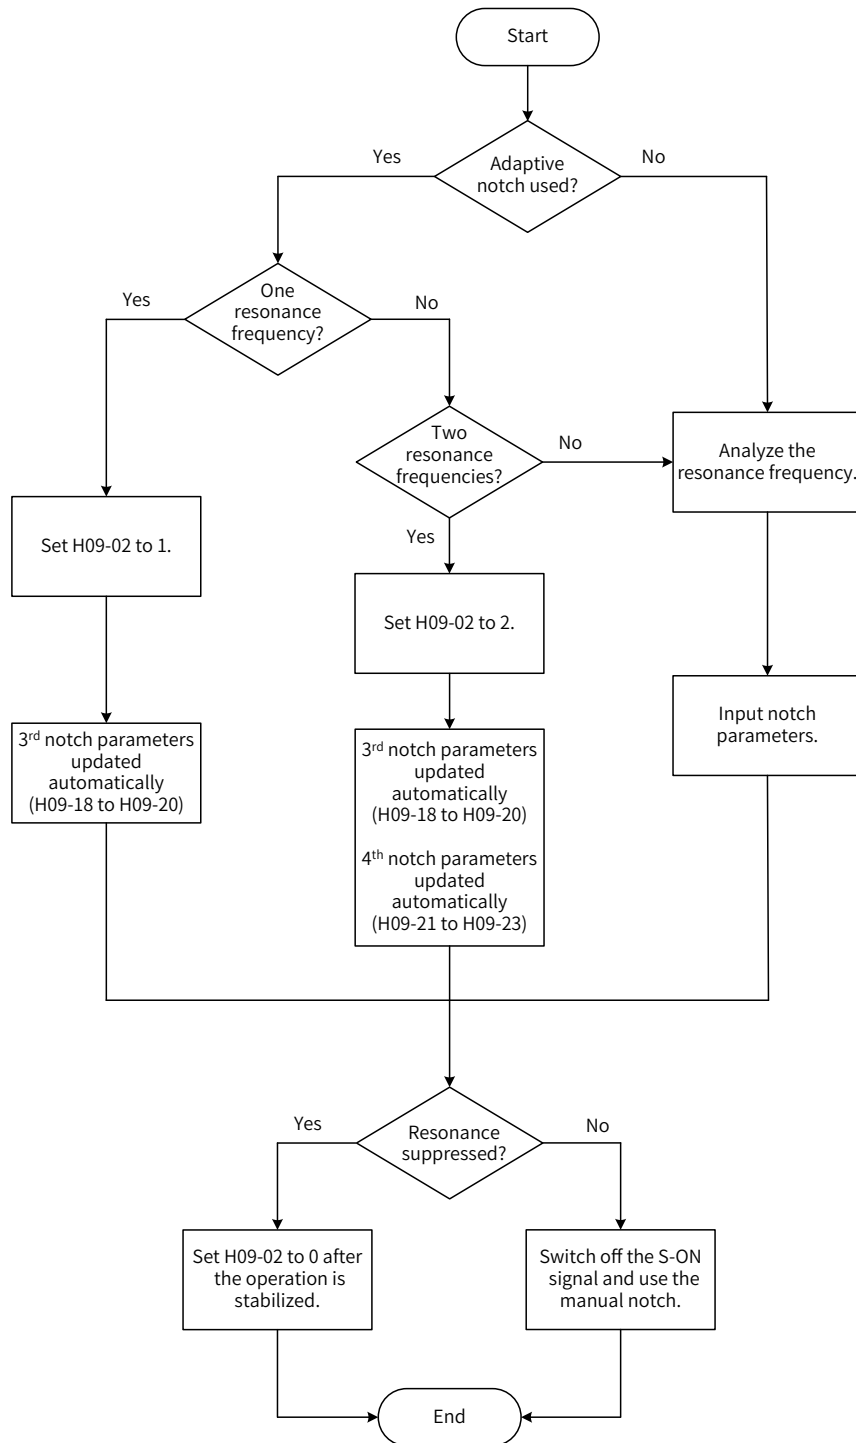 Start
Yes
Adaptive
notch used?
No
Yes
One
resonance
frequency?
No
Two
resonance
frequencies?
No
Analyze the
resonance frequency.
Set H09-02 to 1.
Yes
Set H09-02 to 2.
Input notch
parameters.
3rd notch parameters
updated
automatically
(H09-18 to H09-20)
3rd notch parameters
updated
automatically
(H09-18 to H09-20)
4th notch parameters
updated
automatically
(H09-21 to H09-23)
Yes
Resonance
suppressed?
No
Set H09-02 to 0 after
the operation is
stabilized.
Switch off the S-ON
signal and use the
manual notch.
End